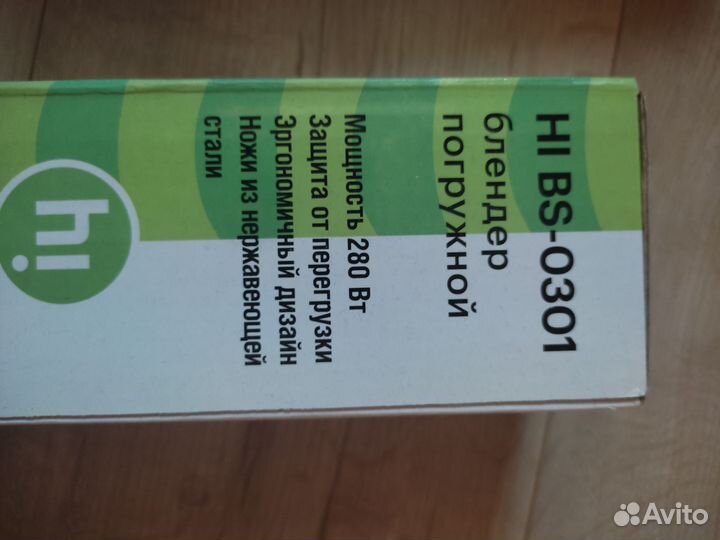 HI BS-0301
блендер
погружной
Мощность 280 Вт
Защита от перегрузки
Эргономичный дизайн
Ножи из нержавеющей
стали
hi
Avito